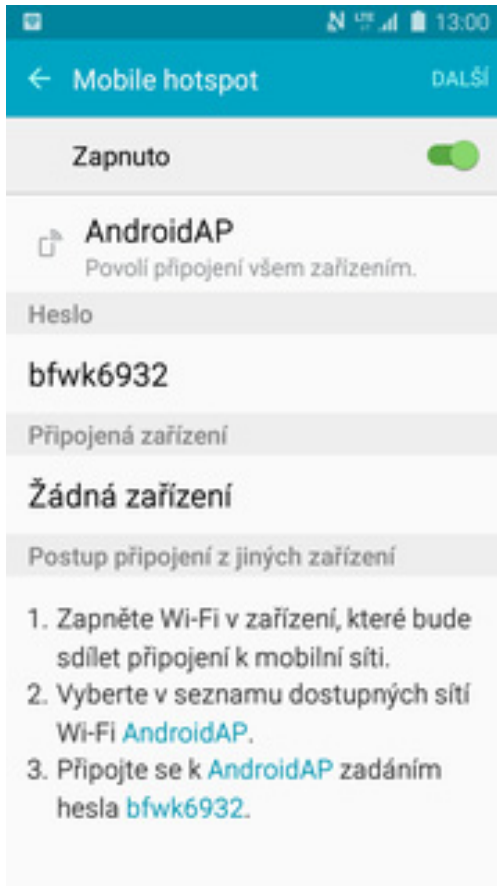 N LTE 13:00
Mobile hotspot DALŠÍ
Zapnuto
AndroidAP
Povolí připojení všem zařízením.
Heslo
bfwk6932
Připojená zařízení
Žádná zařízení
Postup připojení z jiných zařízení
1. Zapněte Wi-Fi v zařízení, které bude
sdílet připojení k mobilní síti.
2. Vyberte v seznamu dostupných sítí
Wi-Fi AndroidAP.
3. Připojte se k AndroidAP zadáním
hesla bfwk6932.